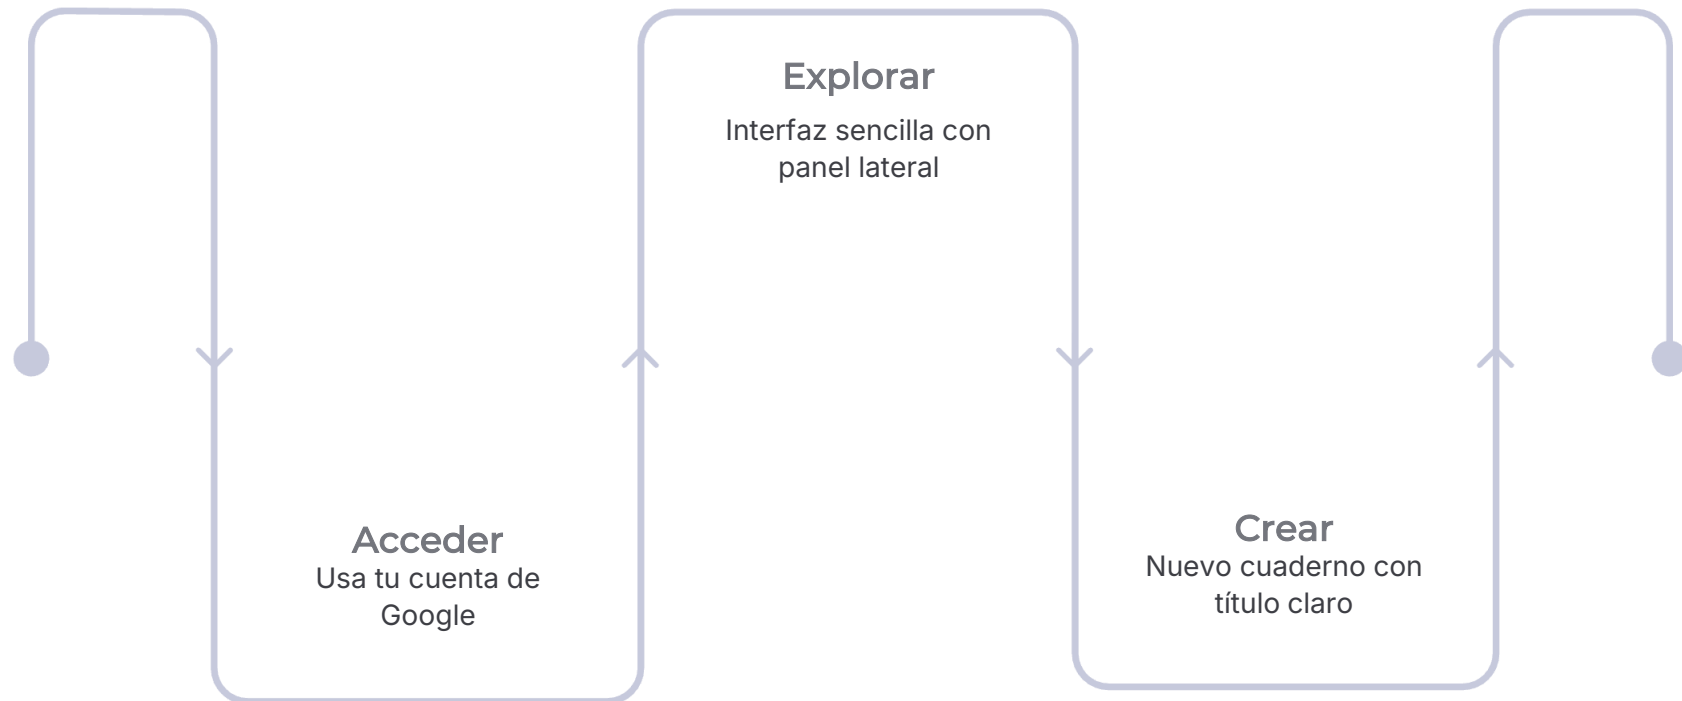 Explorar
Interfaz sencilla con
panel lateral
Acceder
Usa tu cuenta de
Google
Crear
Nuevo cuaderno con
título claro